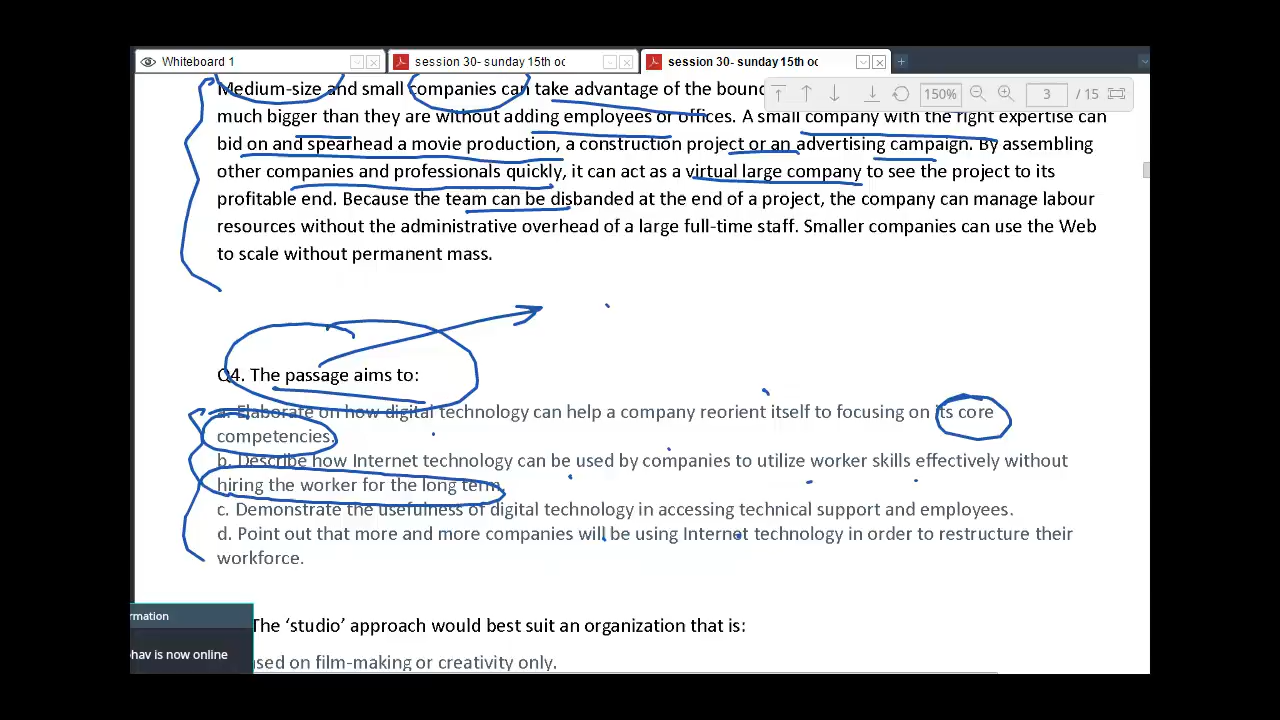 Whiteboard 1
session 30- sunday 15th oc
session 30- sunday 15th oc
150%
3
/ 15
Medium-size and small companies can take advantage of the bound
much bigger than they are without adding employees or offices. A small company with the right expertise can
bid on and spearhead a movie production, a construction project or an advertising campaign. By assembling
other companies and professionals quickly, it can act as a virtual large company to see the project to its
profitable end. Because the team can be disbanded at the end of a project, the company can manage labour
resources without the administrative overhead of a large full-time staff. Smaller companies can use the Web
to scale without permanent mass.
Q4. The passage aims to:
a. Elaborate on how digital technology can help a company reorient itself to focusing on its core
competencies.
b. Describe how Internet technology can be used by companies to utilize worker skills effectively without
hiring the worker for the long term.
c. Demonstrate the usefulness of digital technology in accessing technical support and employees.
d. Point out that more and more companies will be using Internet technology in order to restructure their
workforce.
rmation
hav is now online
The ‘studio’ approach would best suit an organization that is:
sed on film-making or creativity only.